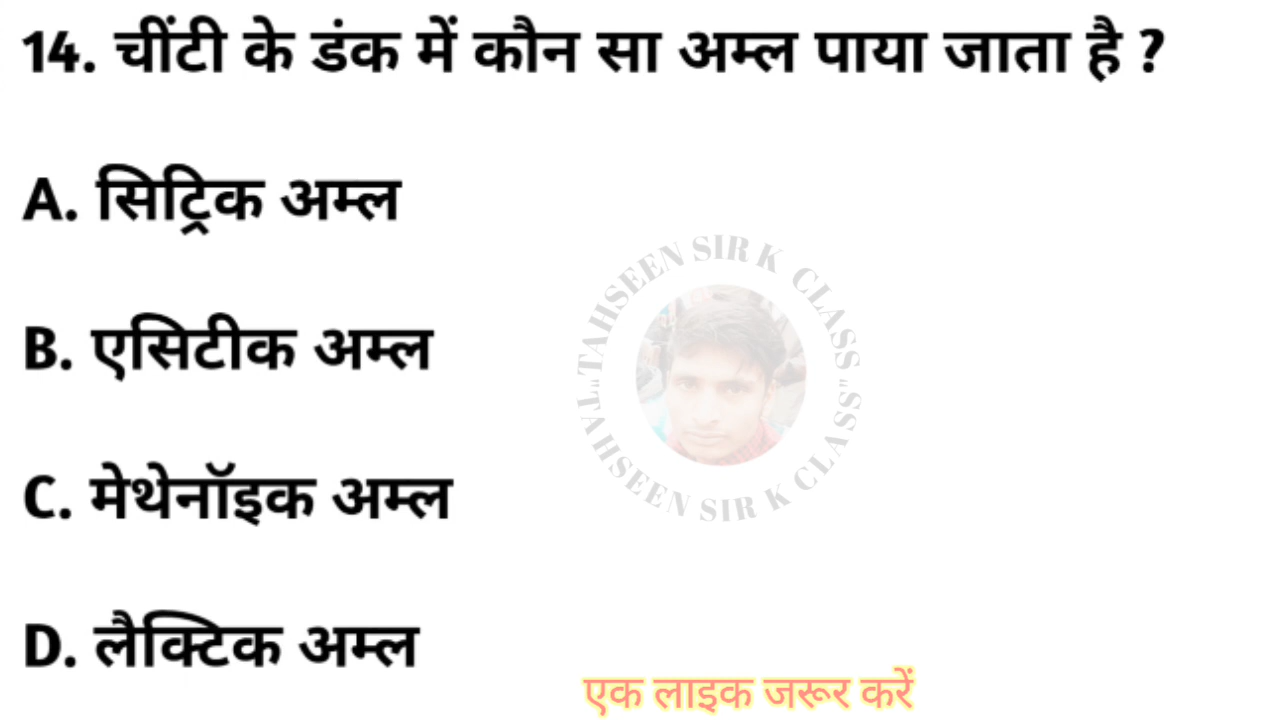 14. चींटी के डंक में कौन सा अम्ल पाया जाता है ?
A. सिट्रिक अम्ल
B. एसिटीक अम्ल
"TAHSEEN SIR K CLASS"
C. मेथेनॉइक अम्ल
"TAHSEEN SIR K CLASS"
D. लैक्टिक अम्ल
एक लाइक जरूर करें